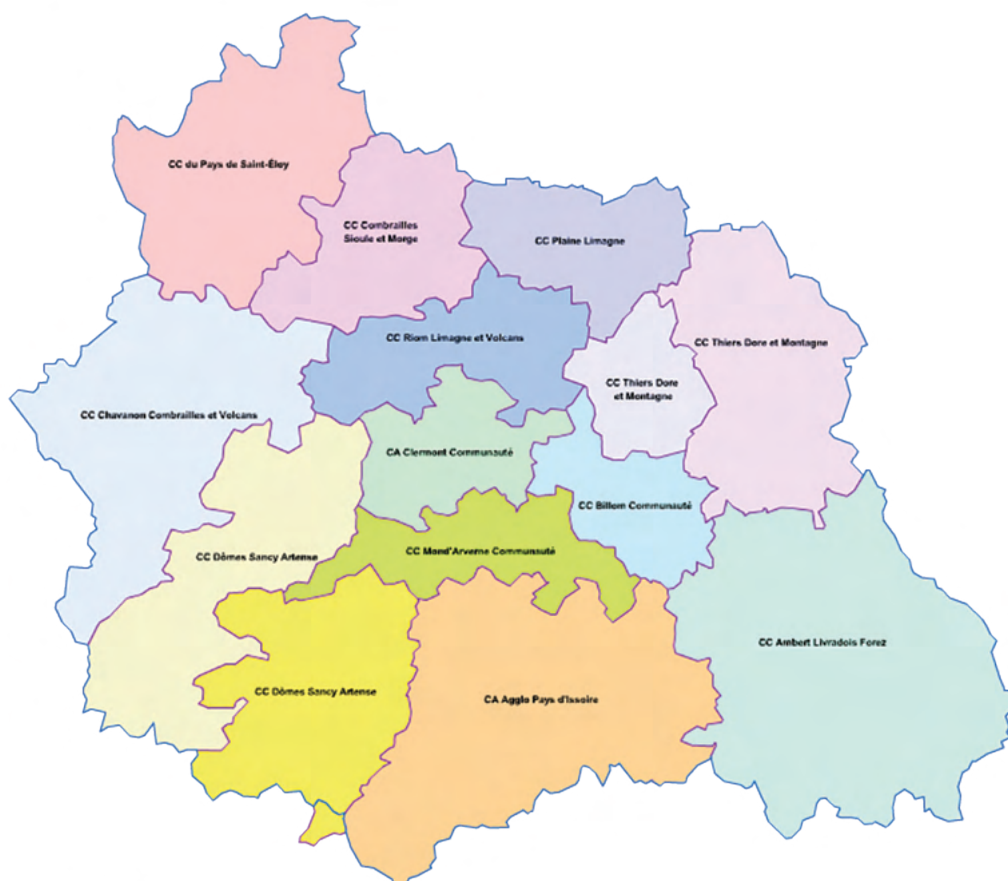 CC du Pays de Saint-Éloy
CC Combrailles
Sioule et Morge
CC Plaine Limagne
CC Riom Limagne et Volcans
CC Thiers Dore et Montagne
CC Thiers Dore
et Montagne
CC Chavanon Combrailles et Volcans
CA Clermont Communauté
CC Billom Communauté
CC Mond'Arverne Communauté
CC Dômes Sancy Artense
CC Ambert Livradois Forez
CC Dômes Sancy Artense
CA Agglo Pays d'Issoire